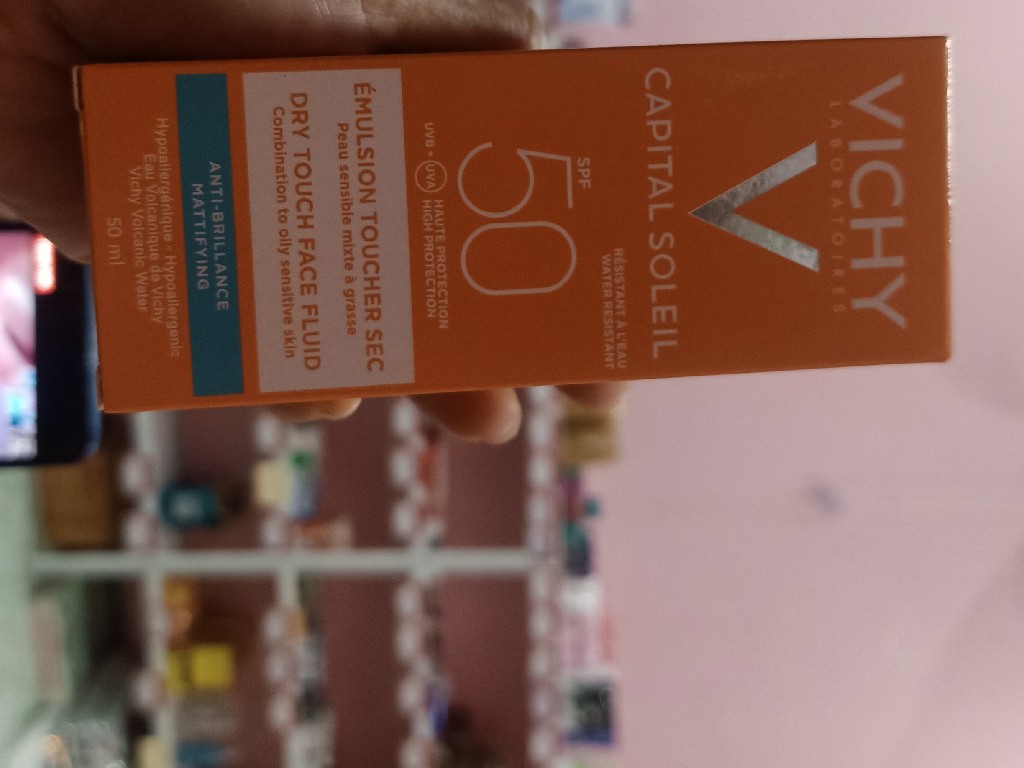 VICHY
LABORATOIRES
CAPITAL SOLEIL
RÉSISTANT À L'EAU
WATER RESISTANT
SPF
50
UVB + UVA
HAUTE PROTECTION
HIGH PROTECTION
ÉMULSION TOUCHER SEC
Peau sensible mixte à grasse
DRY TOUCH FACE FLUID
Combination to oily sensitive skin
ANTI-BRILLANCE
MATTIFYING
Hypoallergénique • Hypoallergenic
Eau Volcanique de Vichy
Vichy Volcanic Water
50 ml